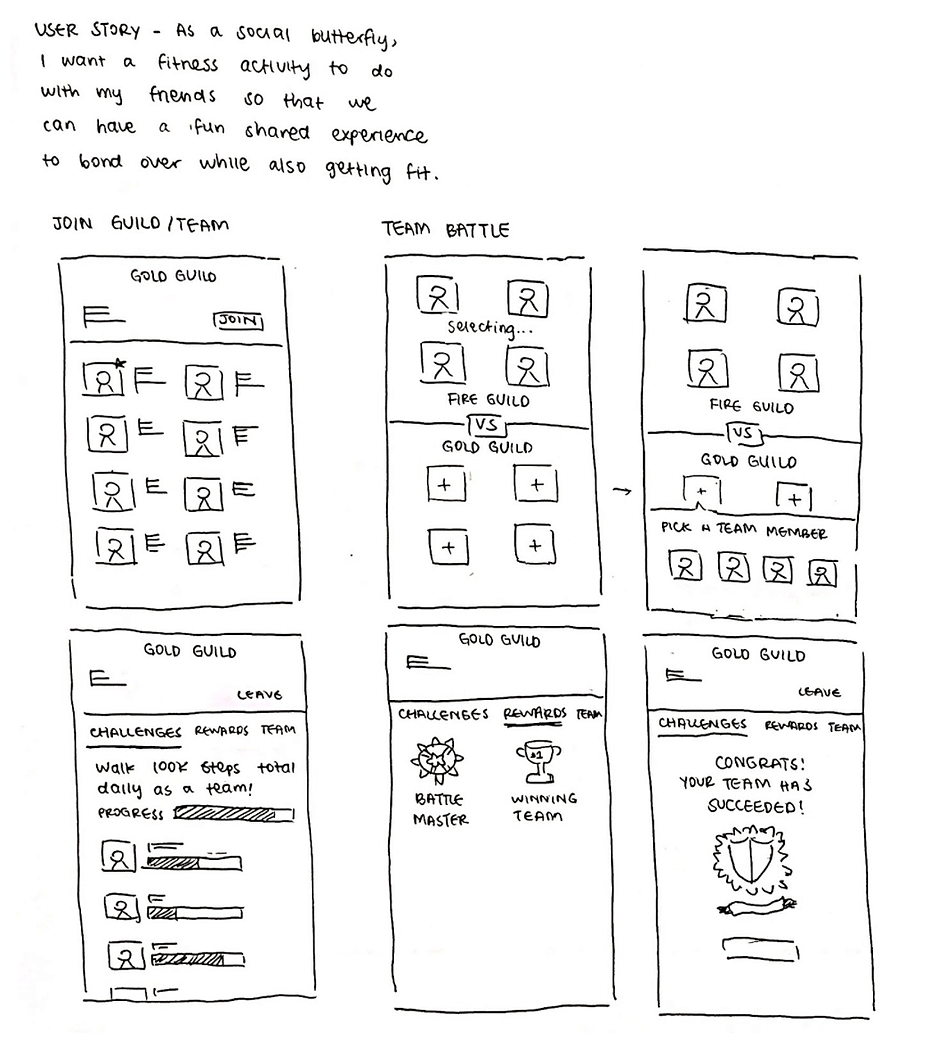 USER STORY - As a social butterfly,
I want a fitness activity to do
with my friends so that we
can have a fun shared experience
to bond over while also getting fit.
JOIN GUILD/TEAM
GOLD GUILD
JOIN
TEAM BATTLE
Selecting...
FIRE GUILD
VS
GOLD GUILD
+ +
+ +
→
FIRE GUILD
VS
GOLD GUILD
+ +
PICK A TEAM MEMBER
GOLD GUILD
LEAVE
CHALLENGES REWARDS TEAM
Walk 100K steps total
daily as a team!
PROGRESS
GOLD GUILD
CHALLENGES REWARDS TEAM
#1
BATTLE
MASTER
WINNING
TEAM
GOLD GUILD
LEAVE
CHALLENGES REWARDS TEAM
CONGRATS!
YOUR TEAM HAS
SUCCEEDED!